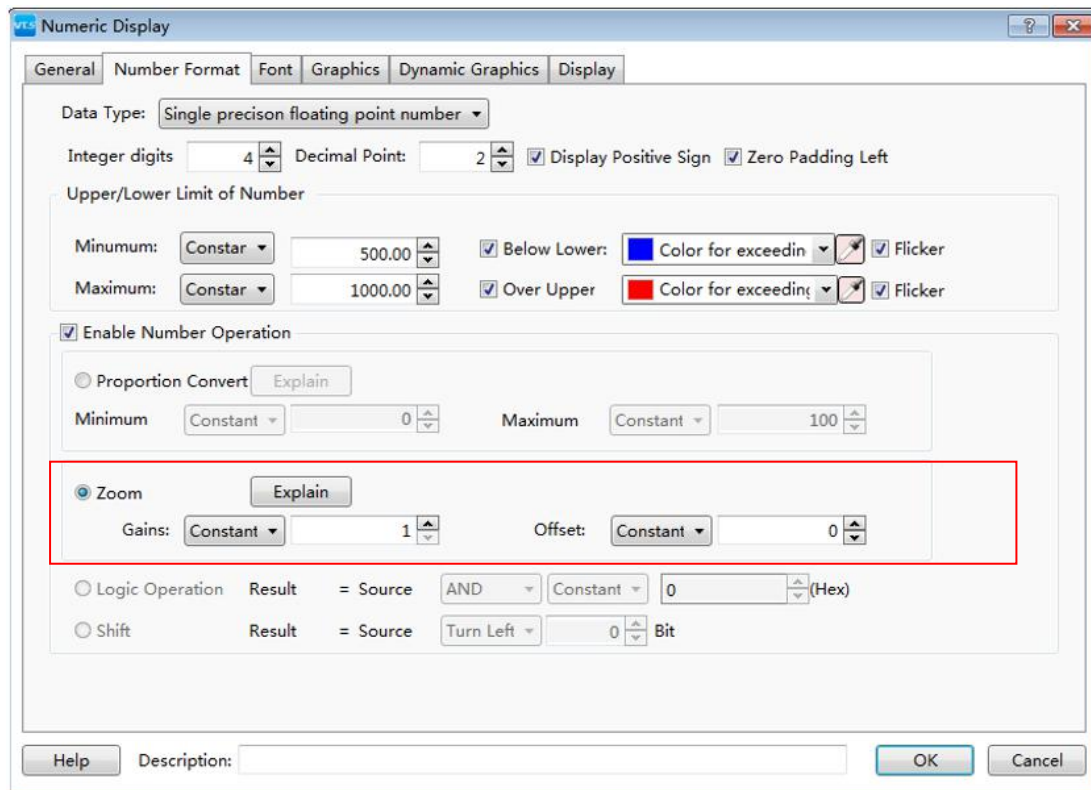 VTS Numeric Display
General Number Format Font Graphics Dynamic Graphics Display
Data Type: Single precison floating point number
Integer digits 4 Decimal Point: 2 Display Positive Sign Zero Padding Left
Upper/Lower Limit of Number
Minumum: Constar 500.00 Below Lower: Color for exceedin Flicker
Maximum: Constar 1000.00 Over Upper Color for exceeding Flicker
Enable Number Operation
Proportion Convert Explain
Minimum Constant 0 Maximum Constant 100
Zoom Explain
Gains: Constant 1 Offset: Constant 0
Logic Operation Result = Source AND Constant 0 (Hex)
Shift Result = Source Turn Left 0 Bit
Help Description: OK Cancel